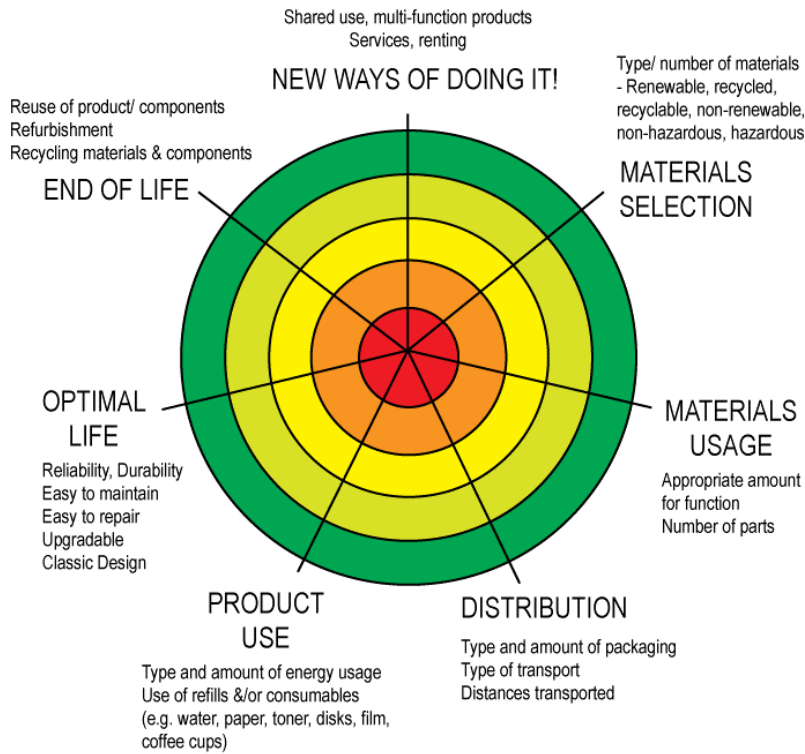 Shared use, multi-function products
Services, renting
NEW WAYS OF DOING IT!
Type/ number of materials
- Renewable, recycled,
recyclable, non-renewable,
non-hazardous, hazardous
MATERIALS
SELECTION
MATERIALS
USAGE
Appropriate amount
for function
Number of parts
DISTRIBUTION
Type and amount of packaging
Type of transport
Distances transported
PRODUCT
USE
Type and amount of energy usage
Use of refills &/or consumables
(e.g. water, paper, toner, disks, film,
coffee cups)
OPTIMAL
LIFE
Reliability, Durability
Easy to maintain
Easy to repair
Upgradable
Classic Design
Reuse of product/ components
Refurbishment
Recycling materials & components
END OF LIFE